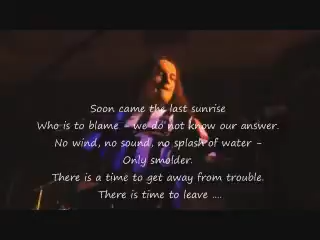 Soon came the last sunrise
Who is to blame - we do not know our answer.
No wind, no sound, no splash of water -
Only smolder.
There is a time to get away from trouble.
There is time to leave ....